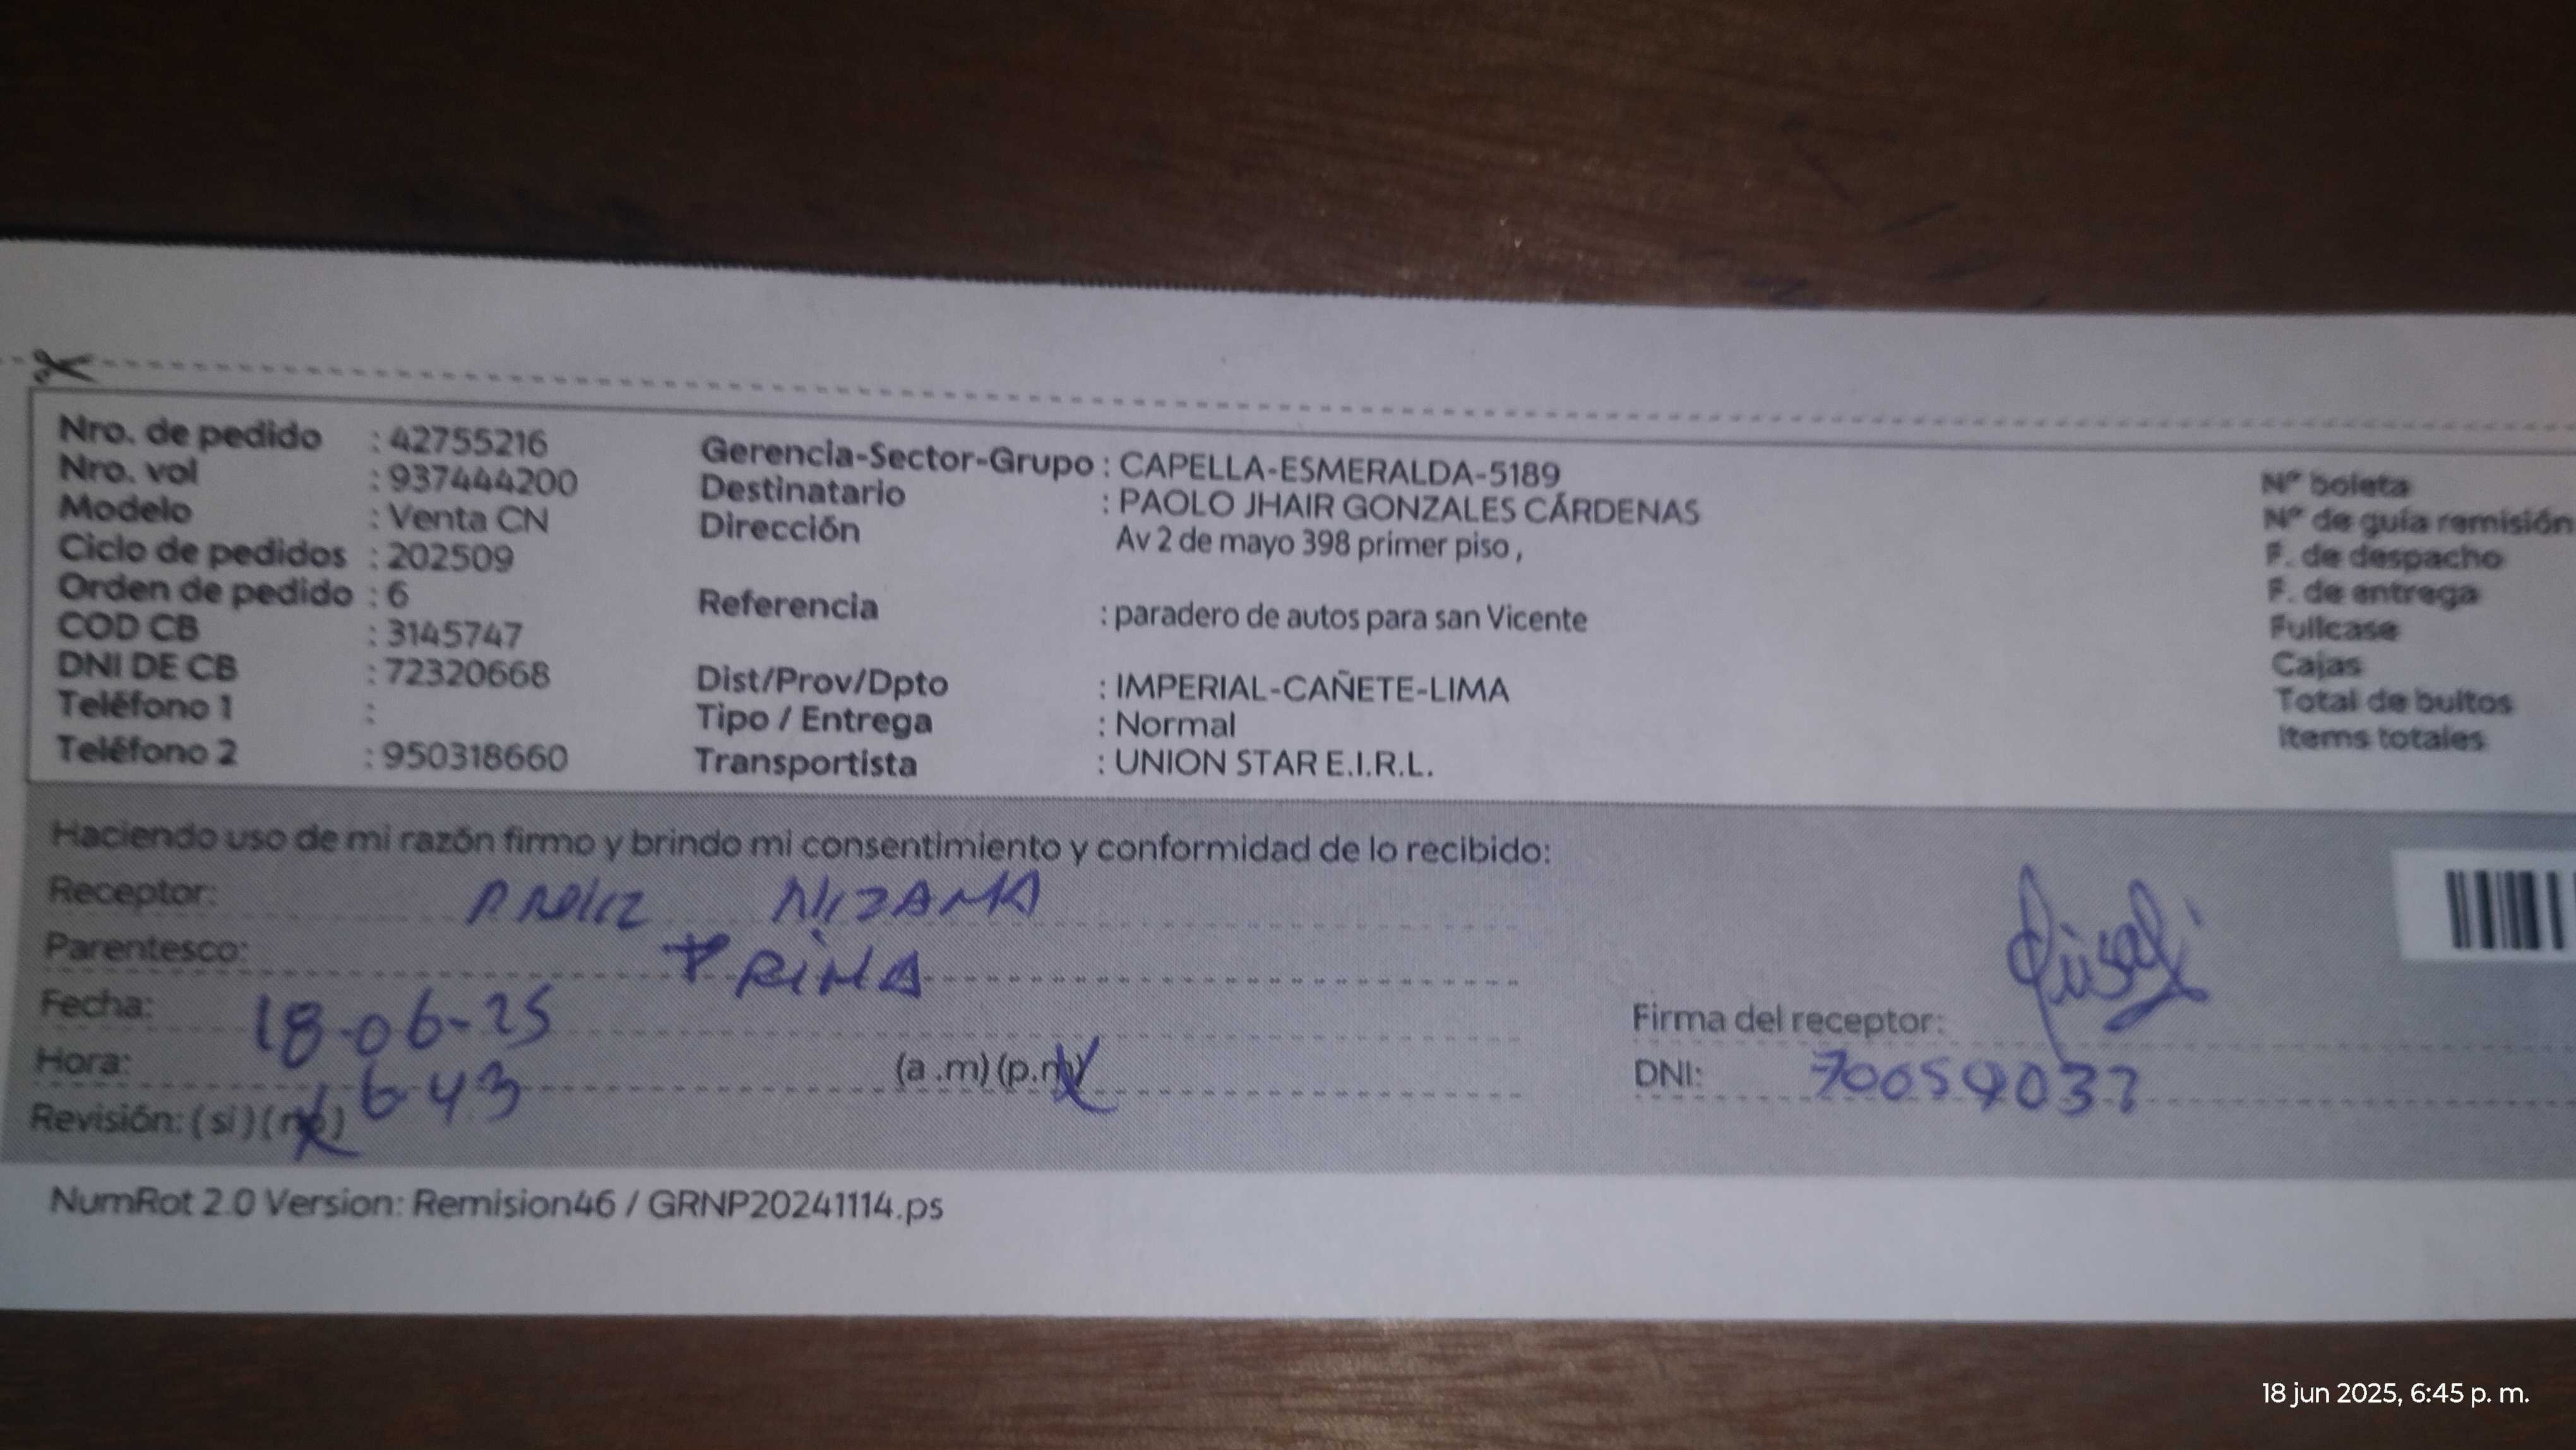 Nro. de pedido : 42755216
Nro. vol : 937444200
Modelo : Venta CN
Ciclo de pedidos : 202509
Orden de pedido : 6
COD CB : 3145747
DNI DE CB : 72320668
Teléfono 1 :
Teléfono 2 : 950318660
Gerencia-Sector-Grupo : CAPELLA-ESMERALDA-5189
Destinatario : PAOLO JHAIR GONZALES CÁRDENAS
Dirección Av 2 de mayo 398 primer piso ,
Referencia : paradero de autos para san Vicente
Dist/Prov/Dpto : IMPERIAL-CAÑETE-LIMA
Tipo / Entrega : Normal
Transportista : UNION STAR E.I.R.L.
Nº boleta
Nº de guía remisión
F. de despacho
F. de entrega
Fullcase
Cajas
Total de bultos
Items totales
Haciendo uso de mi razón firmo y brindo mi consentimiento y conformidad de lo recibido:
Receptor: NIZAMA
Parentesco: PRIMA
Fecha: 18-06-25
Hora: 6-43 (a .m) (p.m)
Revisión: ( si ) ( no )
Firma del receptor:
DNI: 70059037
NumRot 2.0 Version: Remision46 / GRNP20241114.ps
18 jun 2025, 6:45 p. m.